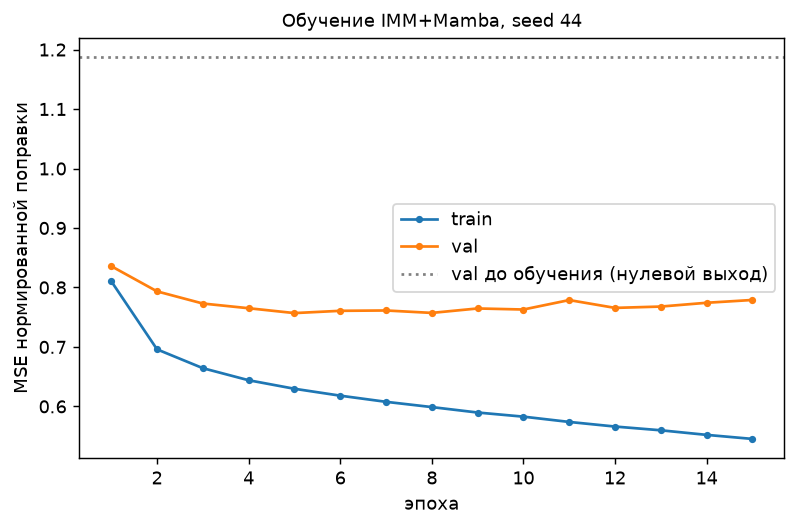 Обучение IMM+Mamba, seed 44
MSE нормированной поправки
1.2
1.1
1.0
0.9
0.8
0.7
0.6
train
val
val до обучения (нулевой выход)
2
4
6
8
10
12
14
эпоха